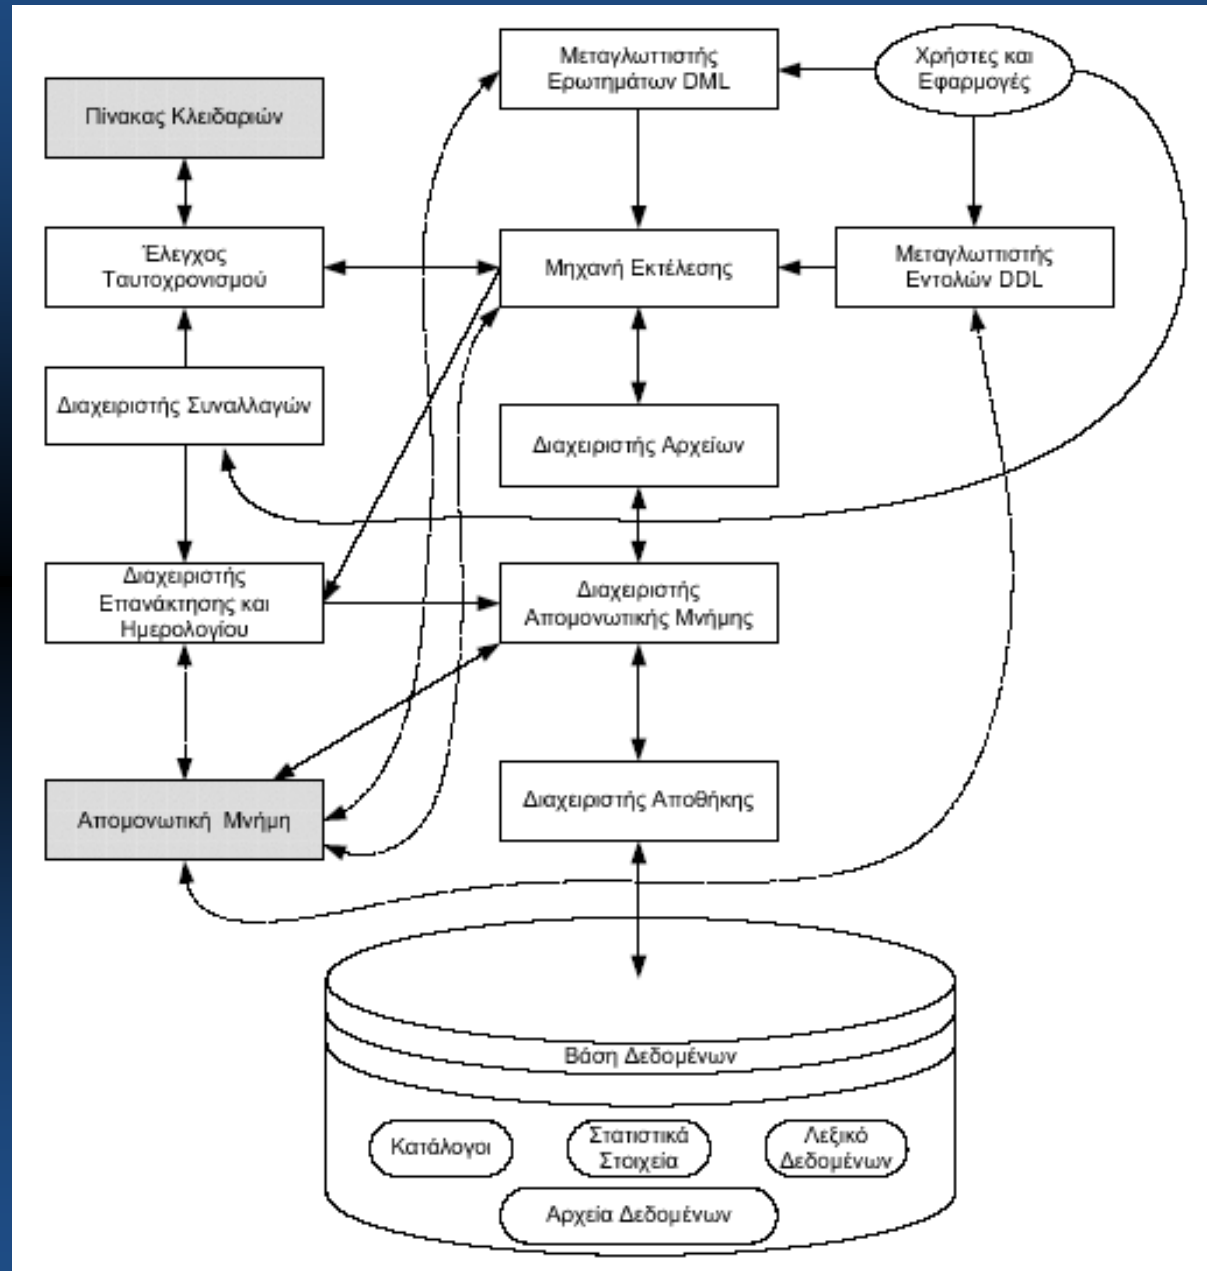 Μεταγλωττιστής
Ερωτημάτων DML
Χρήστες και
Εφαρμογές
Πίνακας Κλειδαριών
Έλεγχος
Ταυτοχρονισμού
Μηχανή Εκτέλεσης
Μεταγλωττιστής
Εντολών DDL
Διαχειριστής Συναλλαγών
Διαχειριστής Αρχείων
Διαχειριστής
Επανάκτησης και
Ημερολογίου
Διαχειριστής
Απομονωτικής Μνήμης
Απομονωτική Μνήμη
Διαχειριστής Αποθήκης
Βάση Δεδομένων
Κατάλογοι
Στατιστικά
Στοιχεία
Λεξικό
Δεδομένων
Αρχεία Δεδομένων